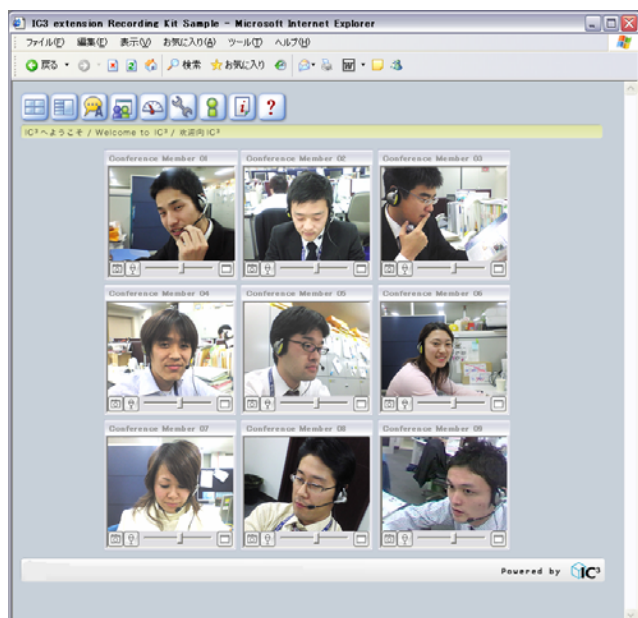 IC3 extension Recording Kit Sample - Microsoft Internet Explorer
ファイル(F) 編集(E) 表示(V) お気に入り(A) ツール(T) ヘルプ(H)
戻る 検索 お気に入り
IC³へようこそ / Welcome to IC³ / 欢迎向IC³
Conference Member 01 Conference Member 02 Conference Member 03
Conference Member 04 Conference Member 05 Conference Member 06
Conference Member 07 Conference Member 08 Conference Member 09
Powered by iC³